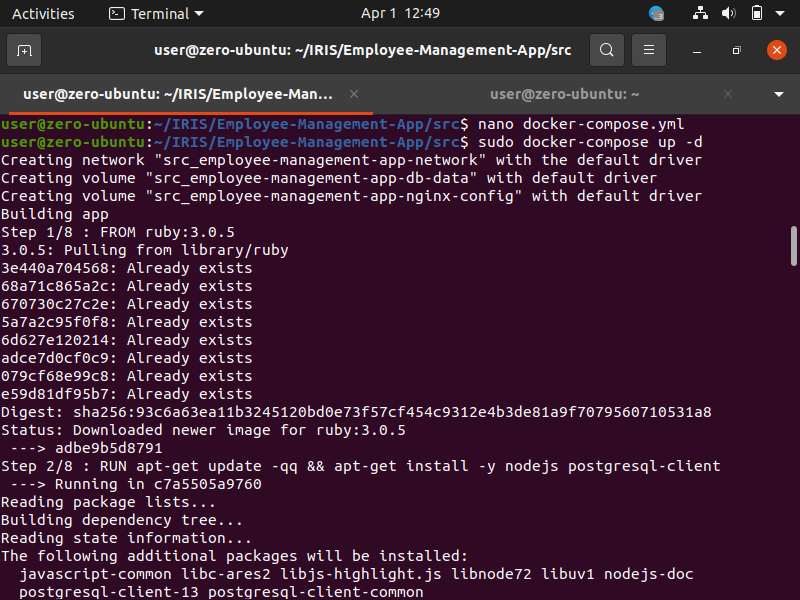 Activities Terminal Apr 1 12:49
user@zero-ubuntu: ~/IRIS/Employee-Management-App/src
user@zero-ubuntu: ~/IRIS/Employee-Man... user@zero-ubuntu: ~
user@zero-ubuntu:~/IRIS/Employee-Management-App/src$ nano docker-compose.yml
user@zero-ubuntu:~/IRIS/Employee-Management-App/src$ sudo docker-compose up -d
Creating network "src_employee-management-app-network" with the default driver
Creating volume "src_employee-management-app-db-data" with default driver
Creating volume "src_employee-management-app-nginx-config" with default driver
Building app
Step 1/8 : FROM ruby:3.0.5
3.0.5: Pulling from library/ruby
3e440a704568: Already exists
68a71c865a2c: Already exists
670730c27c2e: Already exists
5a7a2c95f0f8: Already exists
6d627e120214: Already exists
adce7d0cf0c9: Already exists
079cf68e99c8: Already exists
e59d81df95b7: Already exists
Digest: sha256:93c6a63ea11b3245120bd0e73f57cf454c9312e4b3de81a9f7079560710531a8
Status: Downloaded newer image for ruby:3.0.5
 ---> adbe9b5d8791
Step 2/8 : RUN apt-get update -qq && apt-get install -y nodejs postgresql-client
 ---> Running in c7a5505a9760
Reading package lists...
Building dependency tree...
Reading state information...
The following additional packages will be installed:
  javascript-common libc-ares2 libjs-highlight.js libnode72 libuv1 nodejs-doc
  postgresql-client-13 postgresql-client-common